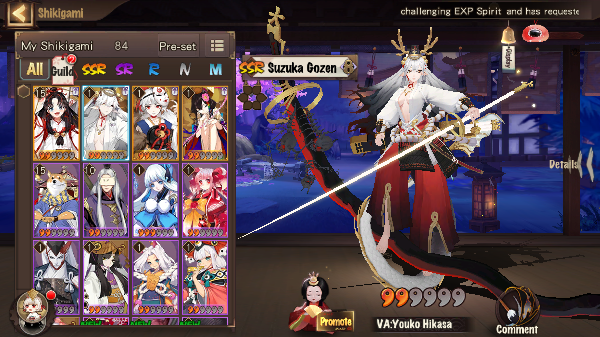 Shikigami
challenging EXP Spirit and has requeste
My Shikigami 84
Pre-set
All
Guild
SSR
SR
R
N
M
SSR Suzuka Gozen
Details
Promote
VA:Youko Hikasa
Comment